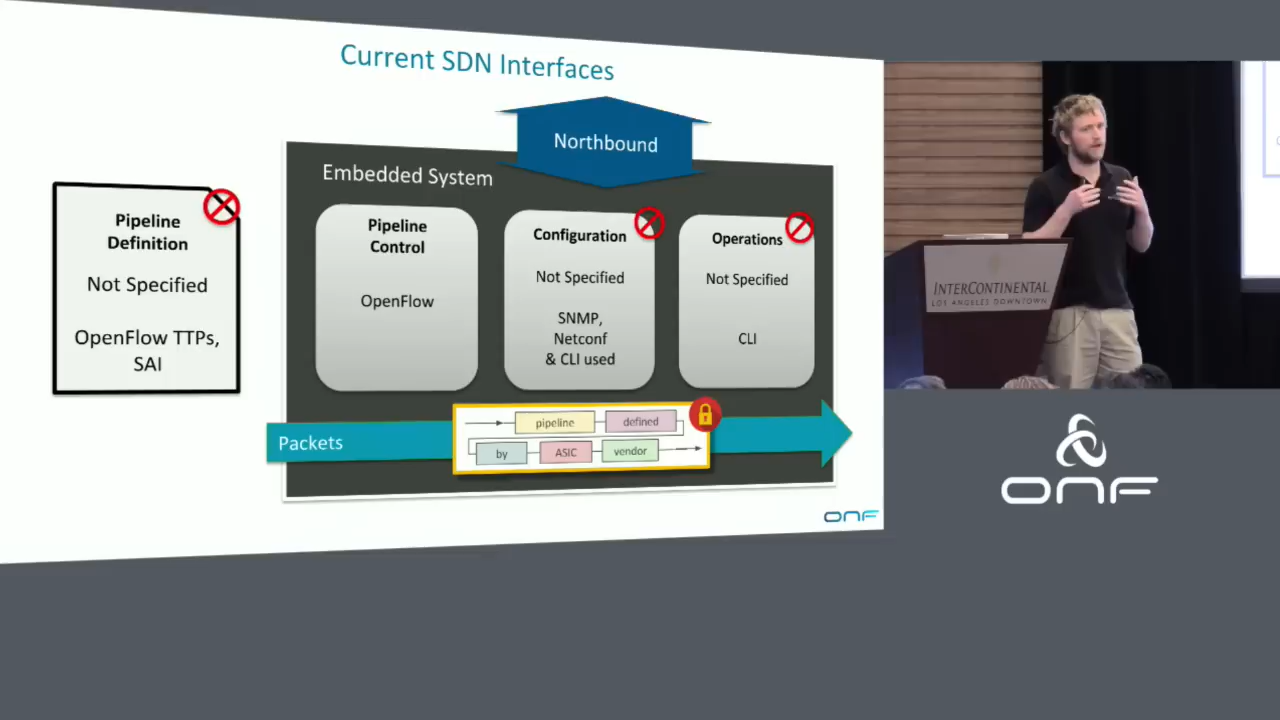 Current SDN Interfaces
Northbound
Embedded System
Pipeline
Definition
Not Specified
OpenFlow TTPs,
SAI
Pipeline
Control
OpenFlow
Configuration
Not Specified
SNMP,
Netconf
& CLI used
Operations
Not Specified
CLI
Packets
pipeline
defined
by
ASIC
vendor
ONF
INTERCONTINENTAL
LOS ANGELES DOWNTOWN
ONF